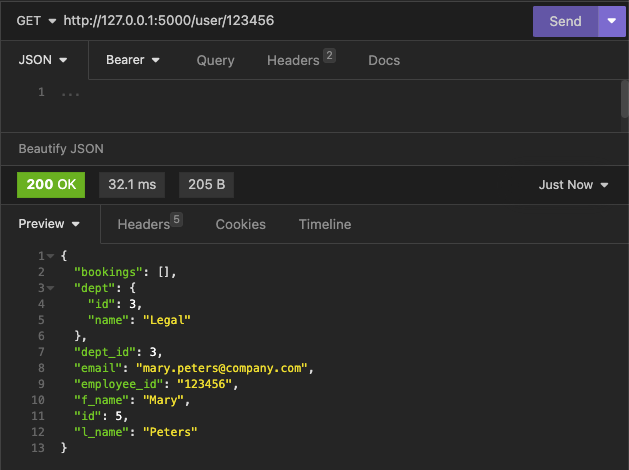 GET http://127.0.0.1:5000/user/123456 Send
JSON Bearer Query Headers 2 Docs
1 ...
Beautify JSON
200 OK 32.1 ms 205 B Just Now
Preview Headers 5 Cookies Timeline
1 {
2 "bookings": [],
3 "dept": {
4 "id": 3,
5 "name": "Legal"
6 },
7 "dept_id": 3,
8 "email": "mary.peters@company.com",
9 "employee_id": "123456",
10 "f_name": "Mary",
11 "id": 5,
12 "l_name": "Peters"
13 }